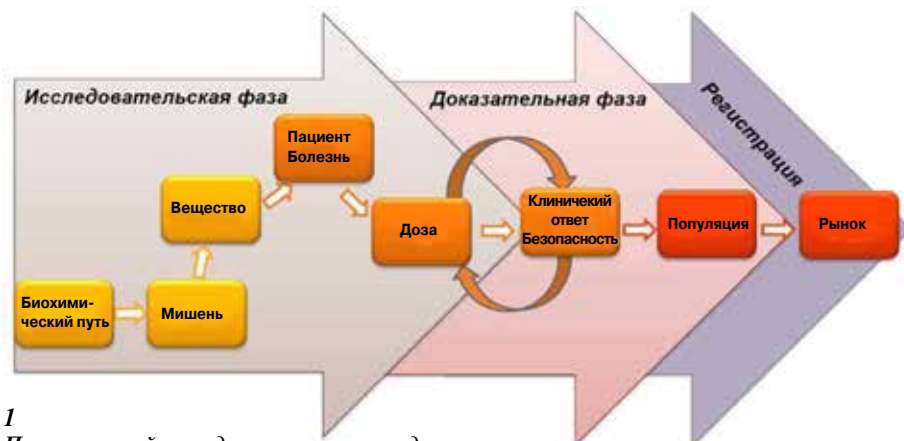 Исследовательская фаза
Доказательная фаза
Регистрация
Биохими-
ческий путь
Мишень
Вещество
Пациент
Болезнь
Доза
Клиничекий
ответ
Безопасность
Популяция
Рынок
1